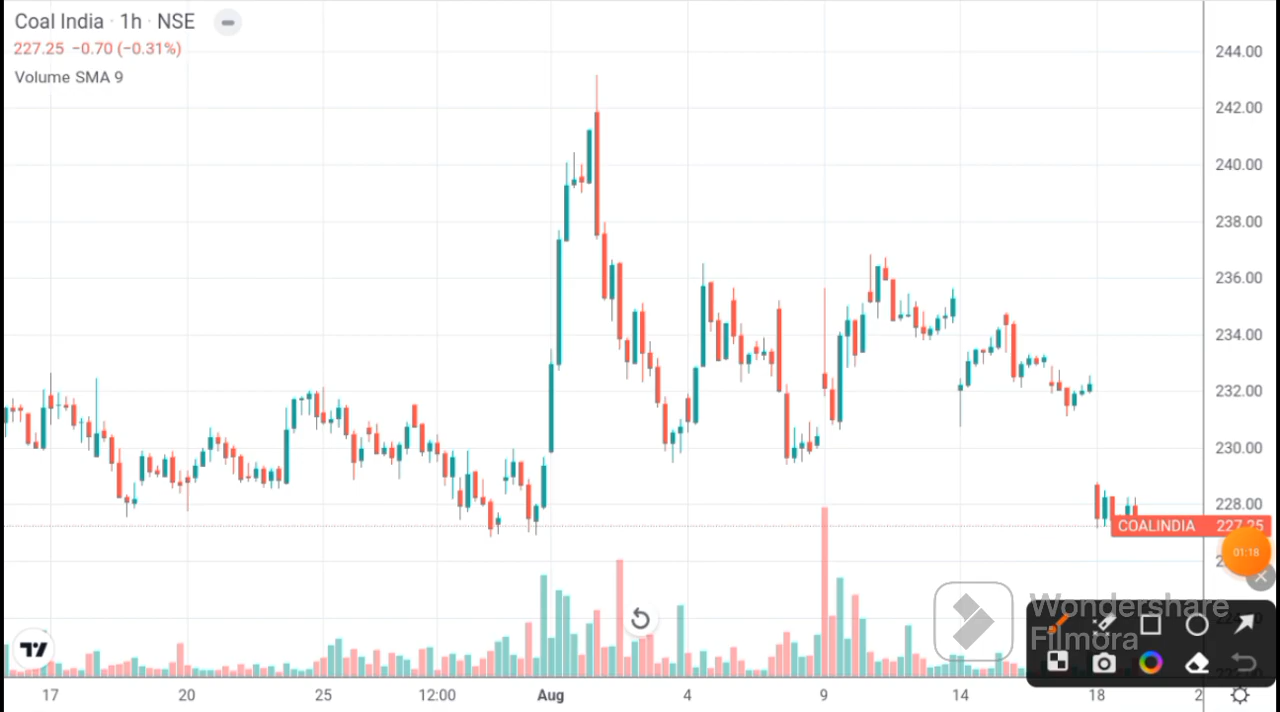 Coal India · 1h · NSE
227.25 −0.70 (−0.31%)
Volume SMA 9
244.00
242.00
240.00
238.00
236.00
234.00
232.00
230.00
228.00
COALINDIA 227.25
01:18
Wondershare
Filmora
17 20 25 12:00 Aug 4 9 14 18